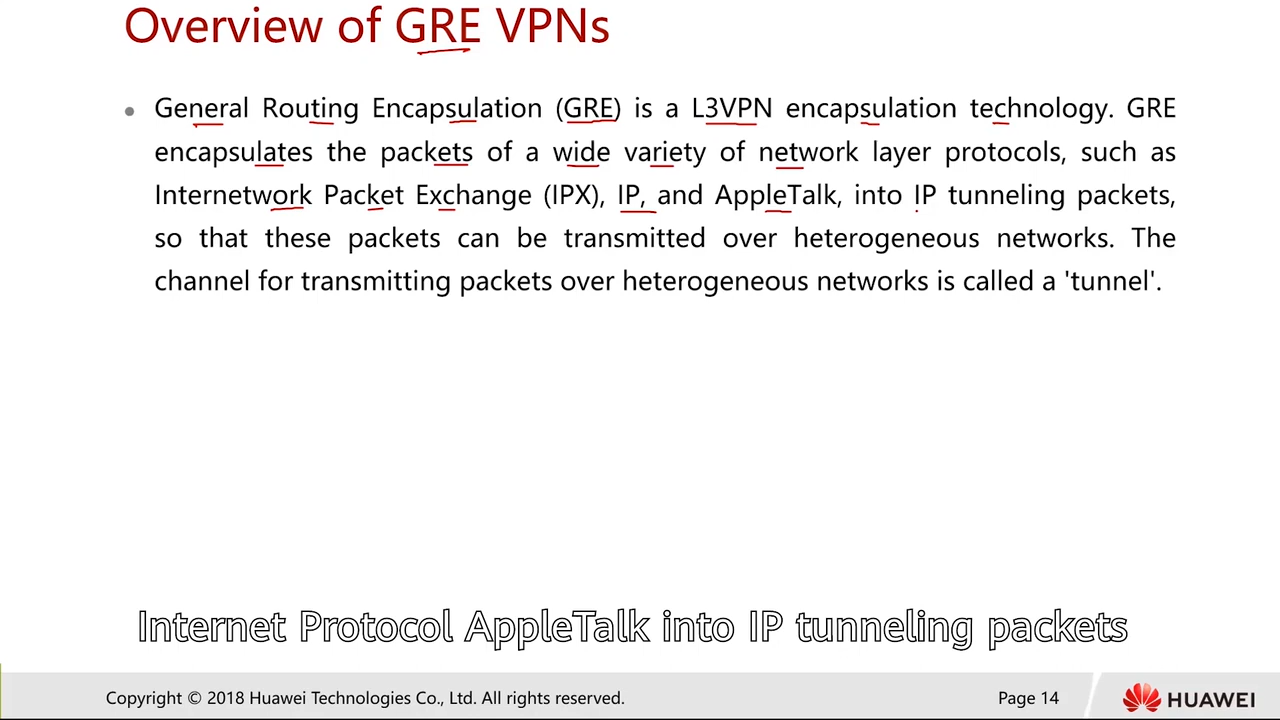 Overview of GRE VPNs
• General Routing Encapsulation (GRE) is a L3VPN encapsulation technology. GRE
encapsulates the packets of a wide variety of network layer protocols, such as
Internetwork Packet Exchange (IPX), IP, and AppleTalk, into IP tunneling packets,
so that these packets can be transmitted over heterogeneous networks. The
channel for transmitting packets over heterogeneous networks is called a 'tunnel'.
Internet Protocol AppleTalk into IP tunneling packets
Copyright © 2018 Huawei Technologies Co., Ltd. All rights reserved.
Page 14
HUAWEI